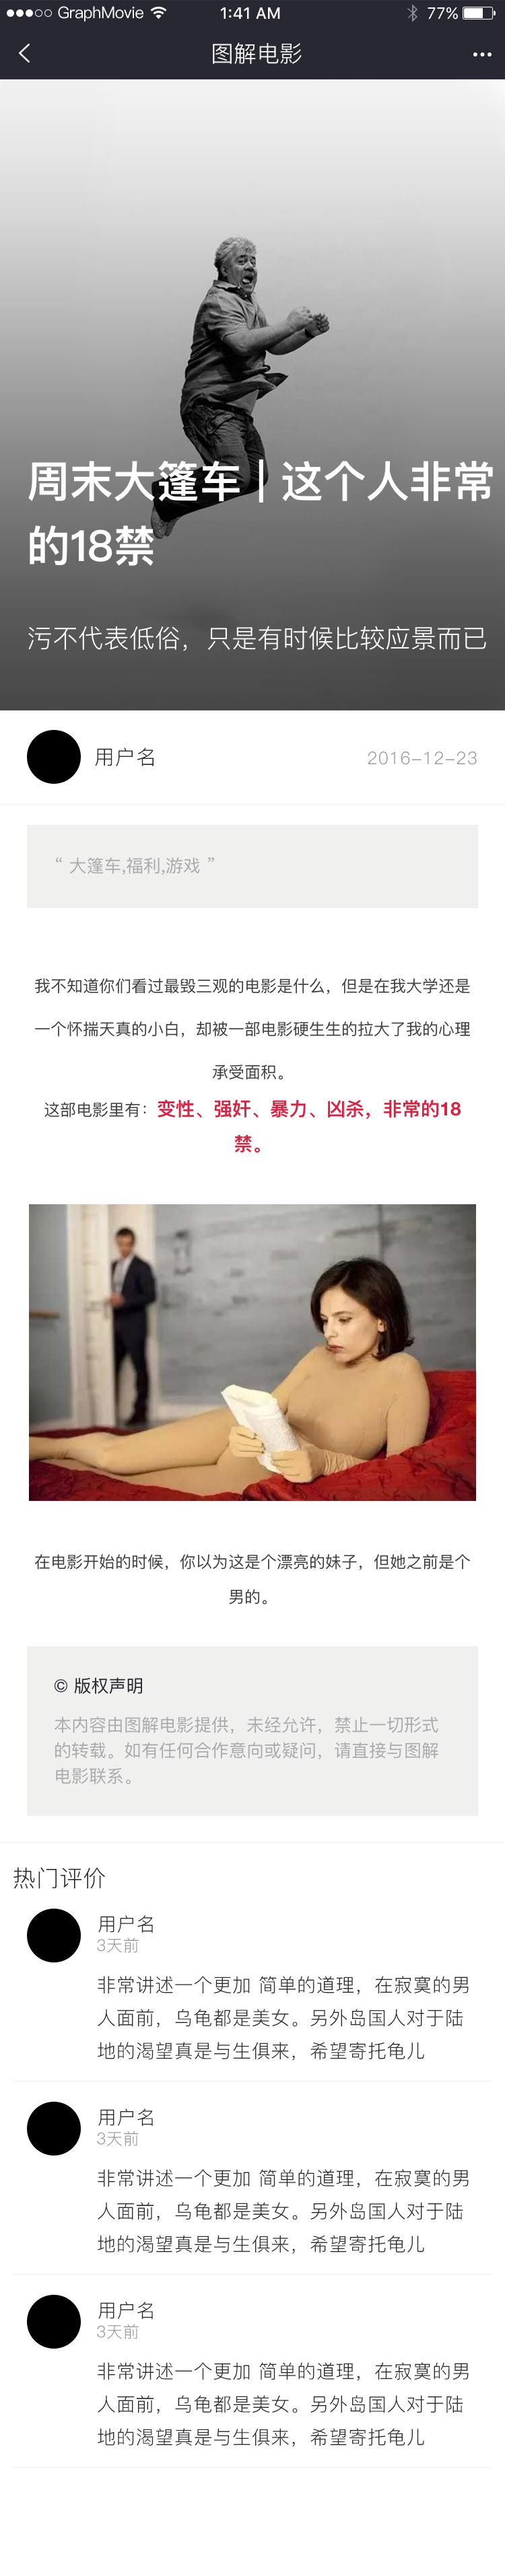 GraphMovie 1:41 AM 77%
图解电影
周末大篷车 | 这个人非常
的18禁
污不代表低俗，只是有时候比较应景而已
用户名 2016-12-23
“ 大篷车,福利,游戏 ”
我不知道你们看过最毁三观的电影是什么，但是在我大学还是
一个怀揣天真的小白，却被一部电影硬生生的拉大了我的心理
承受面积。
这部电影里有：变性、强奸、暴力、凶杀，非常的18
禁。
在电影开始的时候，你以为这是个漂亮的妹子，但她之前是个
男的。
© 版权声明
本内容由图解电影提供，未经允许，禁止一切形式
的转载。如有任何合作意向或疑问，请直接与图解
电影联系。
热门评价
用户名
3天前
非常讲述一个更加 简单的道理，在寂寞的男
人面前，乌龟都是美女。另外岛国人对于陆
地的渴望真是与生俱来，希望寄托龟儿
用户名
3天前
非常讲述一个更加 简单的道理，在寂寞的男
人面前，乌龟都是美女。另外岛国人对于陆
地的渴望真是与生俱来，希望寄托龟儿
用户名
3天前
非常讲述一个更加 简单的道理，在寂寞的男
人面前，乌龟都是美女。另外岛国人对于陆
地的渴望真是与生俱来，希望寄托龟儿